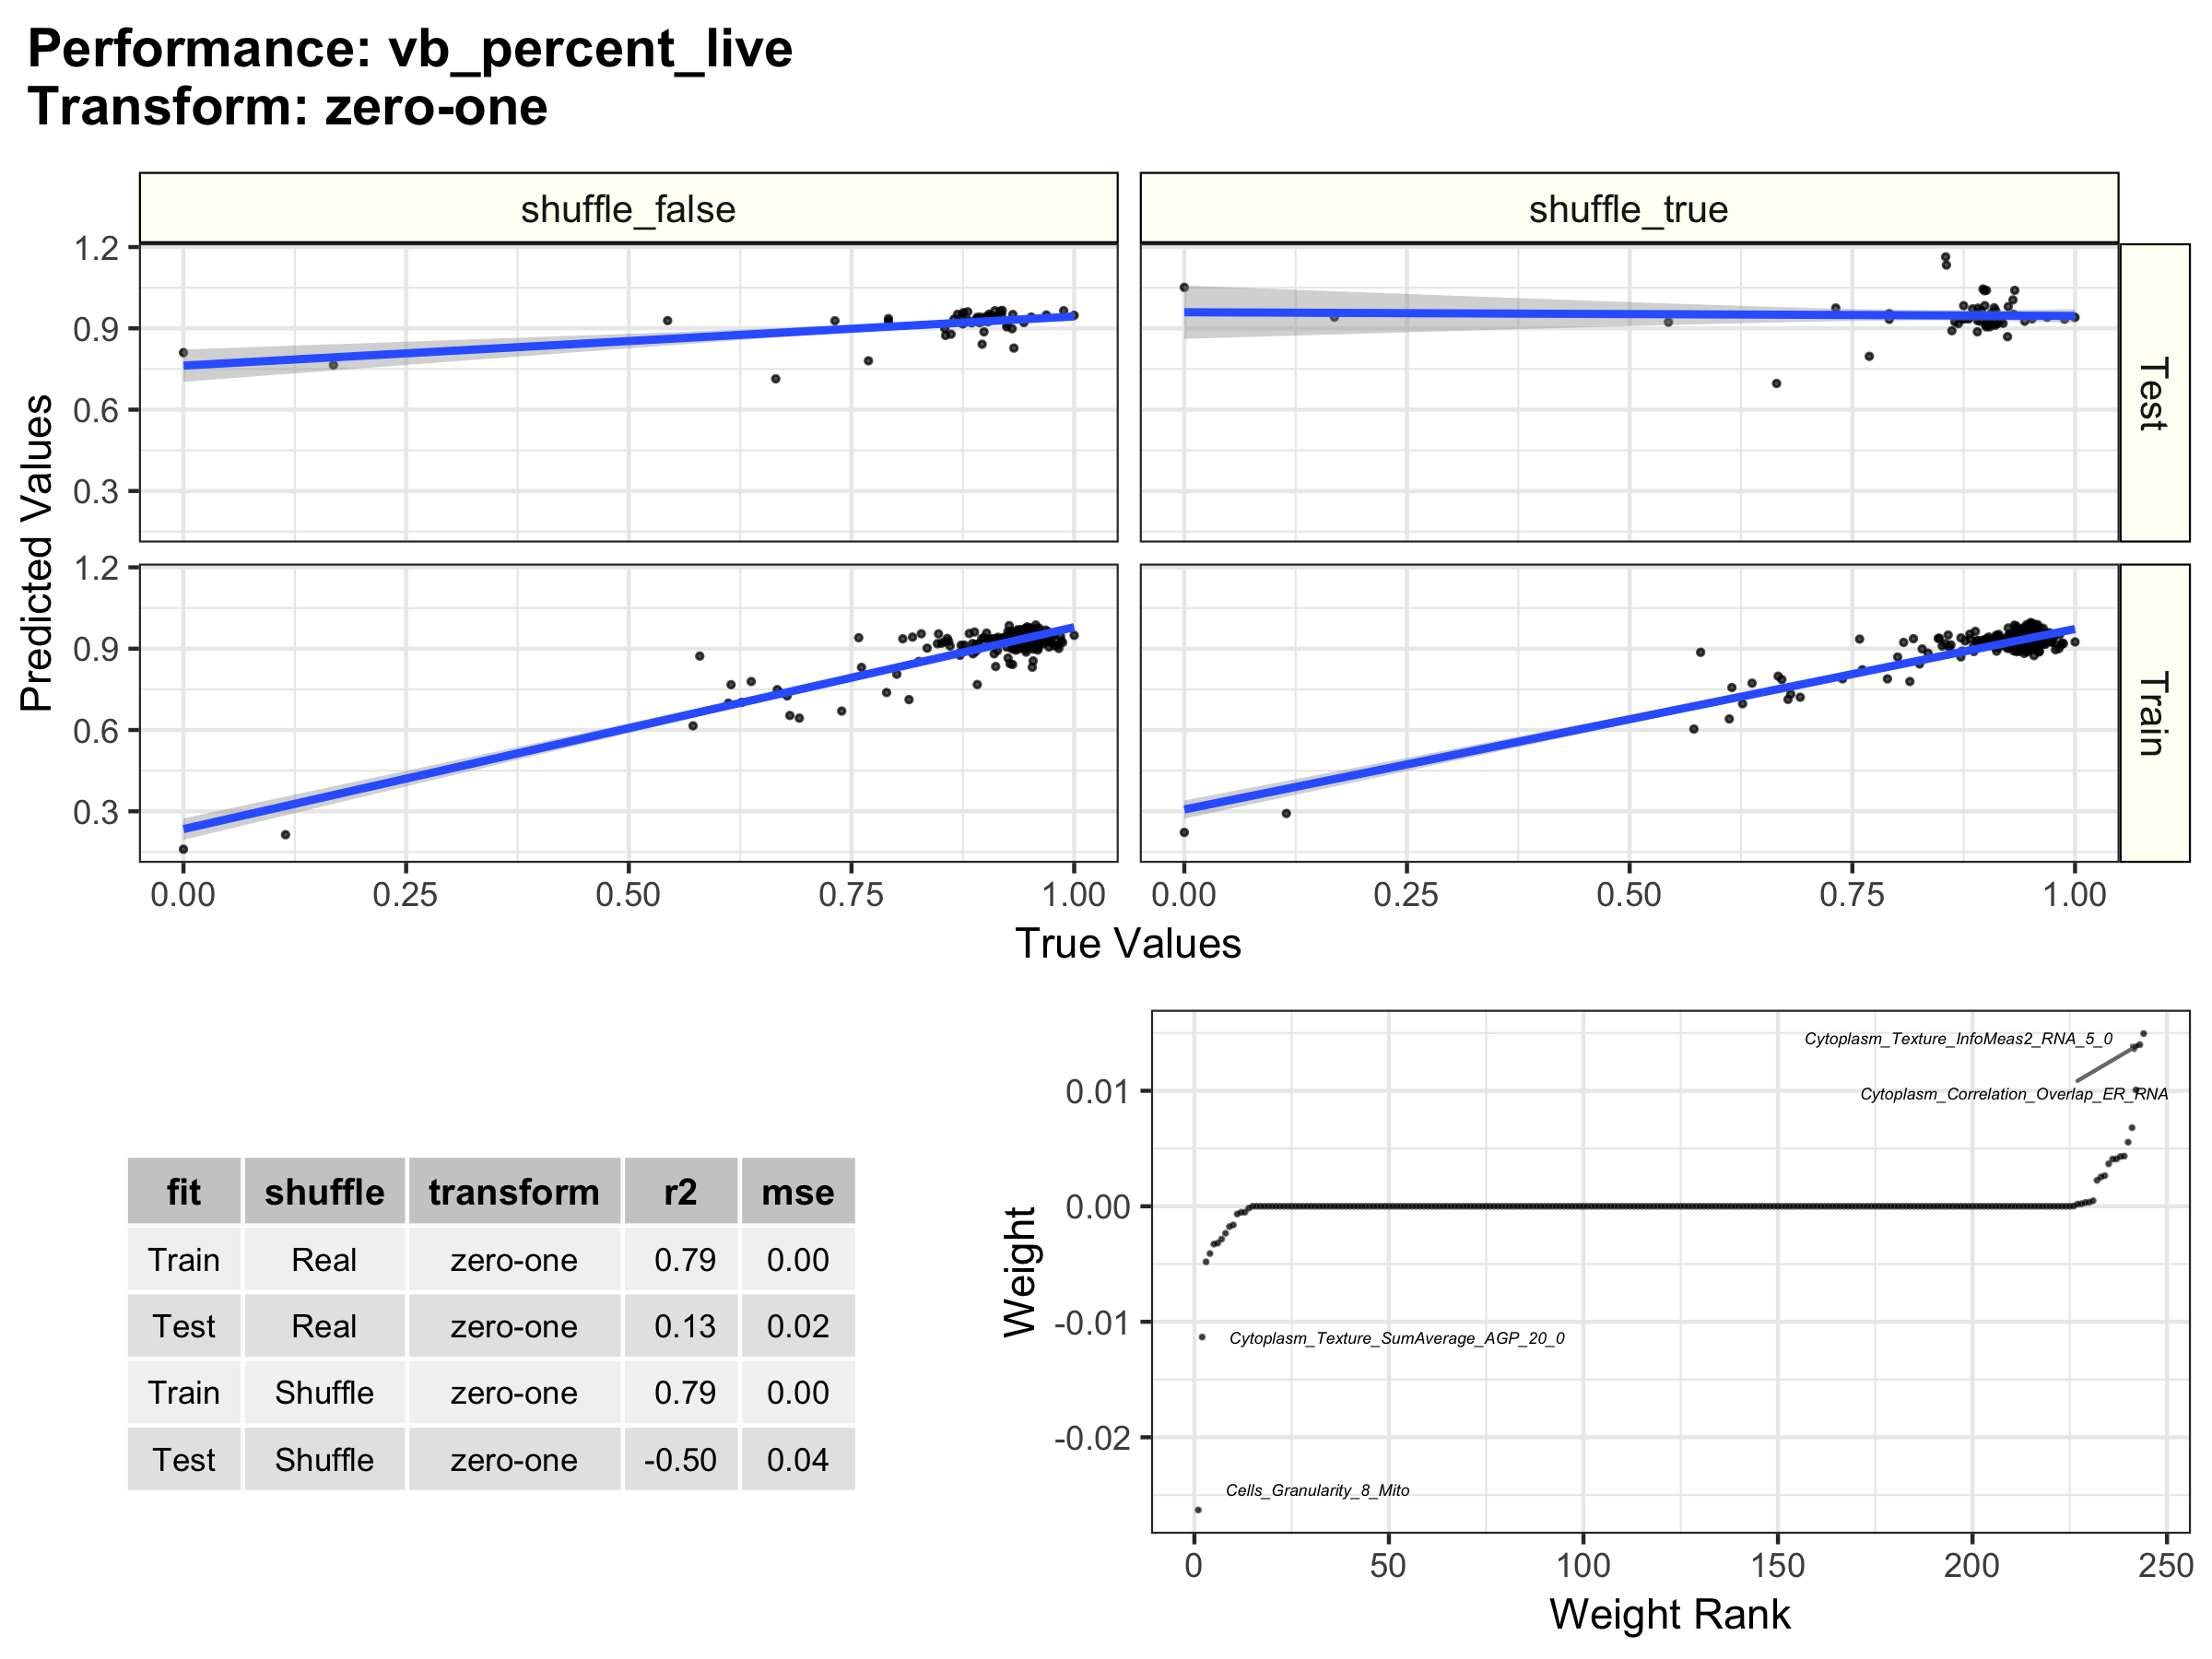 Performance: vb_percent_live
Transform: zero-one
shuffle_false
shuffle_true
1.2
0.9
0.6
0.3
Test
Predicted Values
1.2
0.9
0.6
0.3
Train
0.00 0.25 0.50 0.75 1.00
0.00 0.25 0.50 0.75 1.00
True Values
fit shuffle transform r2 mse
Train Real zero-one 0.79 0.00
Test Real zero-one 0.13 0.02
Train Shuffle zero-one 0.79 0.00
Test Shuffle zero-one -0.50 0.04
Weight
0.01
0.00
-0.01
-0.02
Cytoplasm_Texture_InfoMeas2_RNA_5_0
Cytoplasm_Correlation_Overlap_ER_RNA
Cytoplasm_Texture_SumAverage_AGP_20_0
Cells_Granularity_8_Mito
0 50 100 150 200 250
Weight Rank